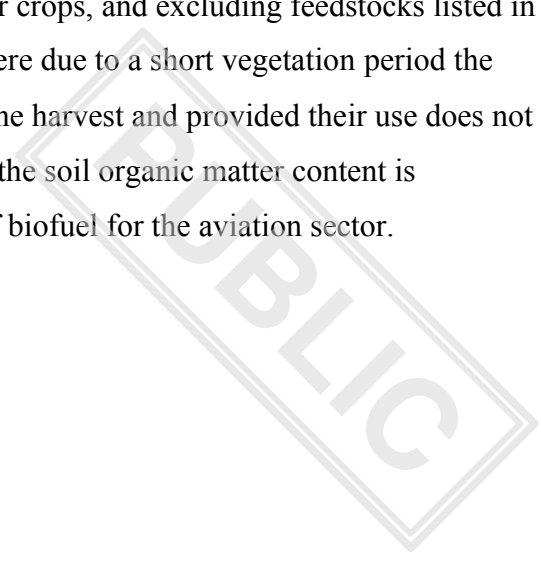 r crops, and excluding feedstocks listed in
ere due to a short vegetation period the
ne harvest and provided their use does not
the soil organic matter content is
f biofuel for the aviation sector.
PUBLIC